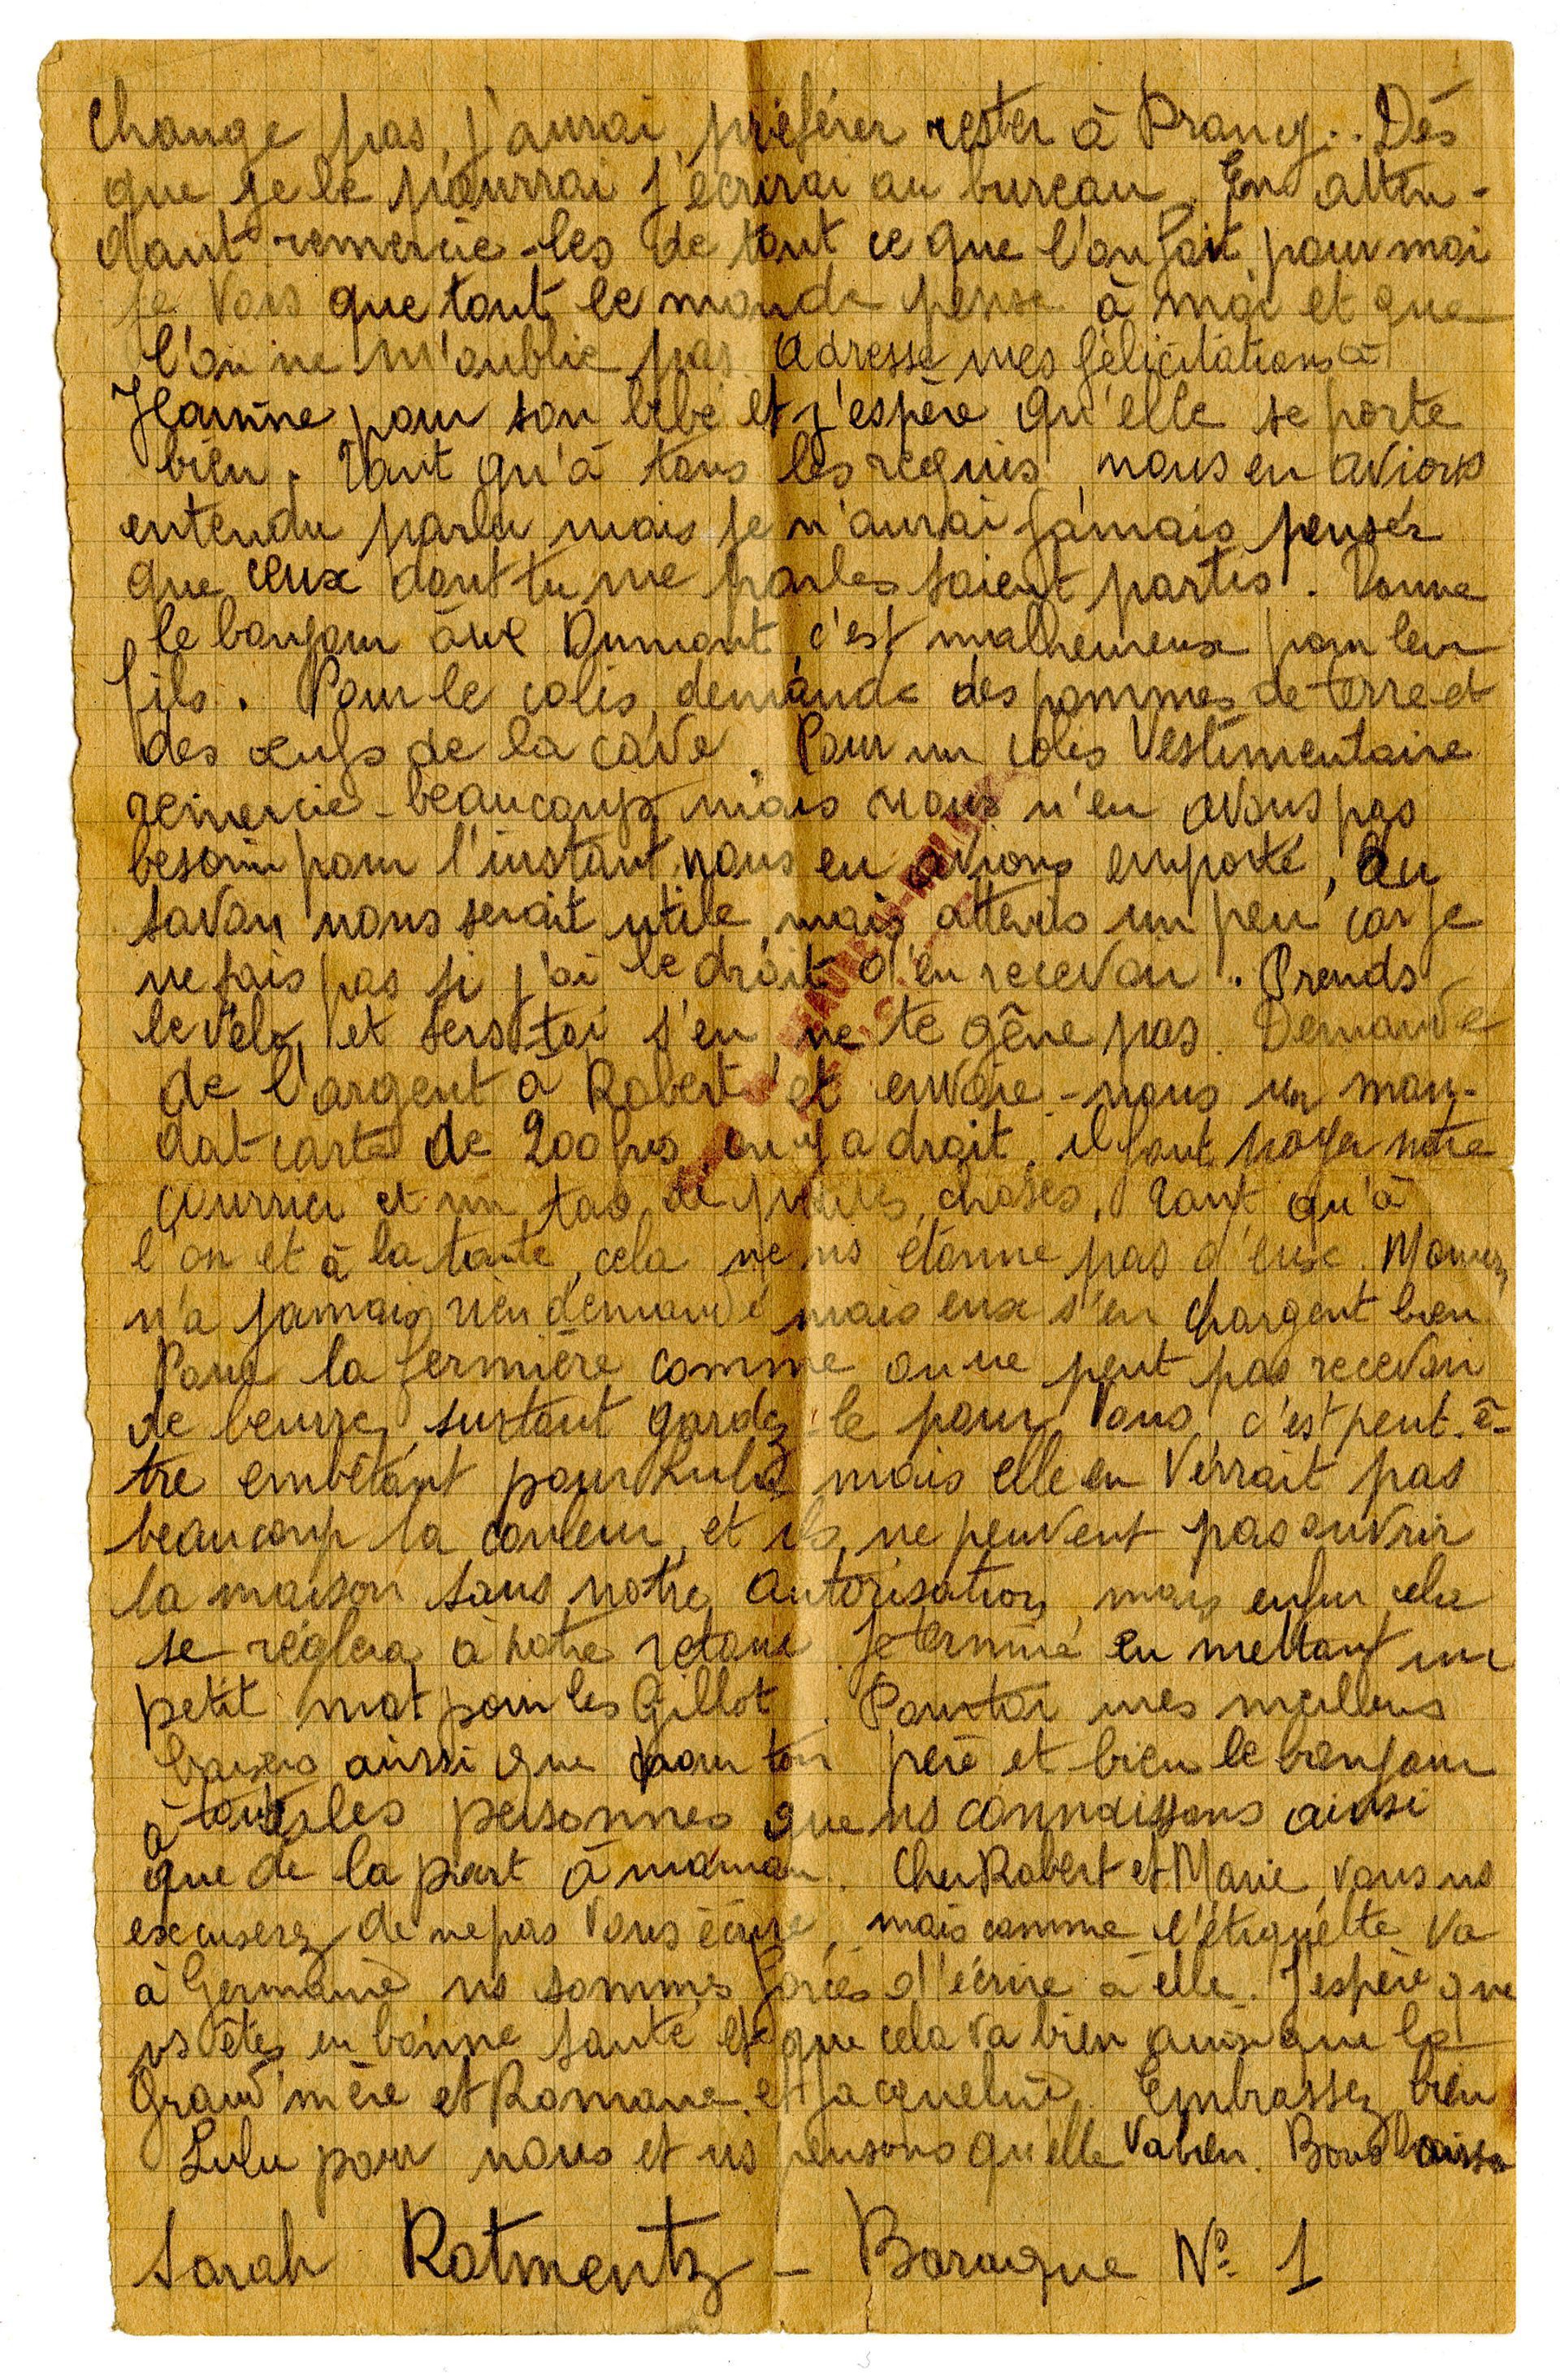 change pas, j'aurai préférer rester à Drancy.. Dés
que je le pourrai j'écrirai au bureau. En atten-
dant remercie-les de tout ce que l'on fait pour moi
je vois que tout le monde pense à moi et que
l'on ne m'oublie pas. Adresse mes félicitations à
pour son bébé et j'espère qu'elle se porte
bien. Tant qu'à tous les requis, nous en avions
entendu parler mais je n'aurai jamais penser
que ceux dont tu me parles soient partis. Donne
le bonjour aux Dumont, c'est malheureux pour leur
fils. Pour le colis, demande des pommes de terre et
des œufs de la cave. Pour un colis vestimentaire
remercie-beaucoup mais nous n'en avons pas
besoin pour l'instant, nous en avions emporté, du
savon nous serait utile, mais attends un peu car je
ne sais pas si j'ai le droit d'en recevoir. Prends
le vélo et sers-toi s'en, ne te gêne pas. Demande
de l'argent à Robert et envoie-nous un man-
dat-carte de 200 frs, on y a droit, il faut payer notre
courrier et un tas de petites choses. Tant qu'à
l'on et à la tante, cela ne ns étonne pas d'eux.
n'a jamais rien demandé mais eux s'en chargent bien
Pour la fermière comme on ne peut pas recevoir
de beurre, surtout gardez-le pour vous, c'est peut-ê-
tre embêtant pour Lulu mais elle en verrait pas
beaucoup la couleur, et ils ne peuvent pas ouvrir
la maison sans notre autorisation, mais enfin cela
se réglera à notre retour. Je termine en mettant un
petit mot pour les Gillot. Pour toi mes meilleurs
baisers ainsi que pour ton père et bien le bonjour
à toutes les personnes que ns connaissons ainsi
que de la part à maman. Cher Robert et Marie, vous ns
excuserez de ne pas vous écrire, mais comme l'étiquette va
à Germaine ns sommes forcés d'écrire à elle. J'espère que
vs êtes en bonne santé et que cela va bien ainsi que la
Grand'mère et Romane et Jacqueline. Embrassez bien
Lulu pour nous et ns pensons qu'elle va bien. Bons baisers
Sarah Rotmentz - Baraque N° 1